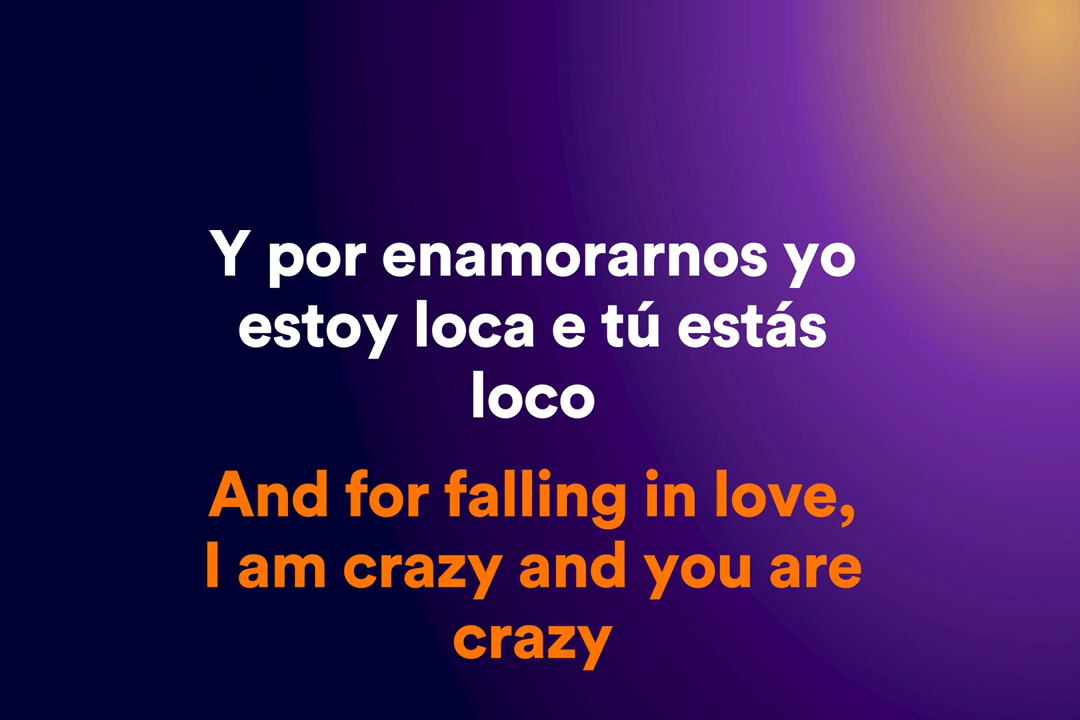 Y por enamorarnos yo
estoy loca e tú estás
loco
And for falling in love,
I am crazy and you are
crazy